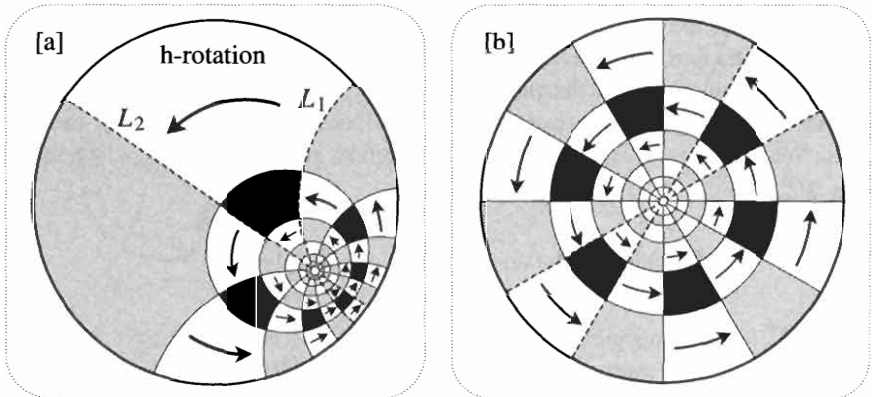 [a]
h-rotation
L₁
L₂
[b]